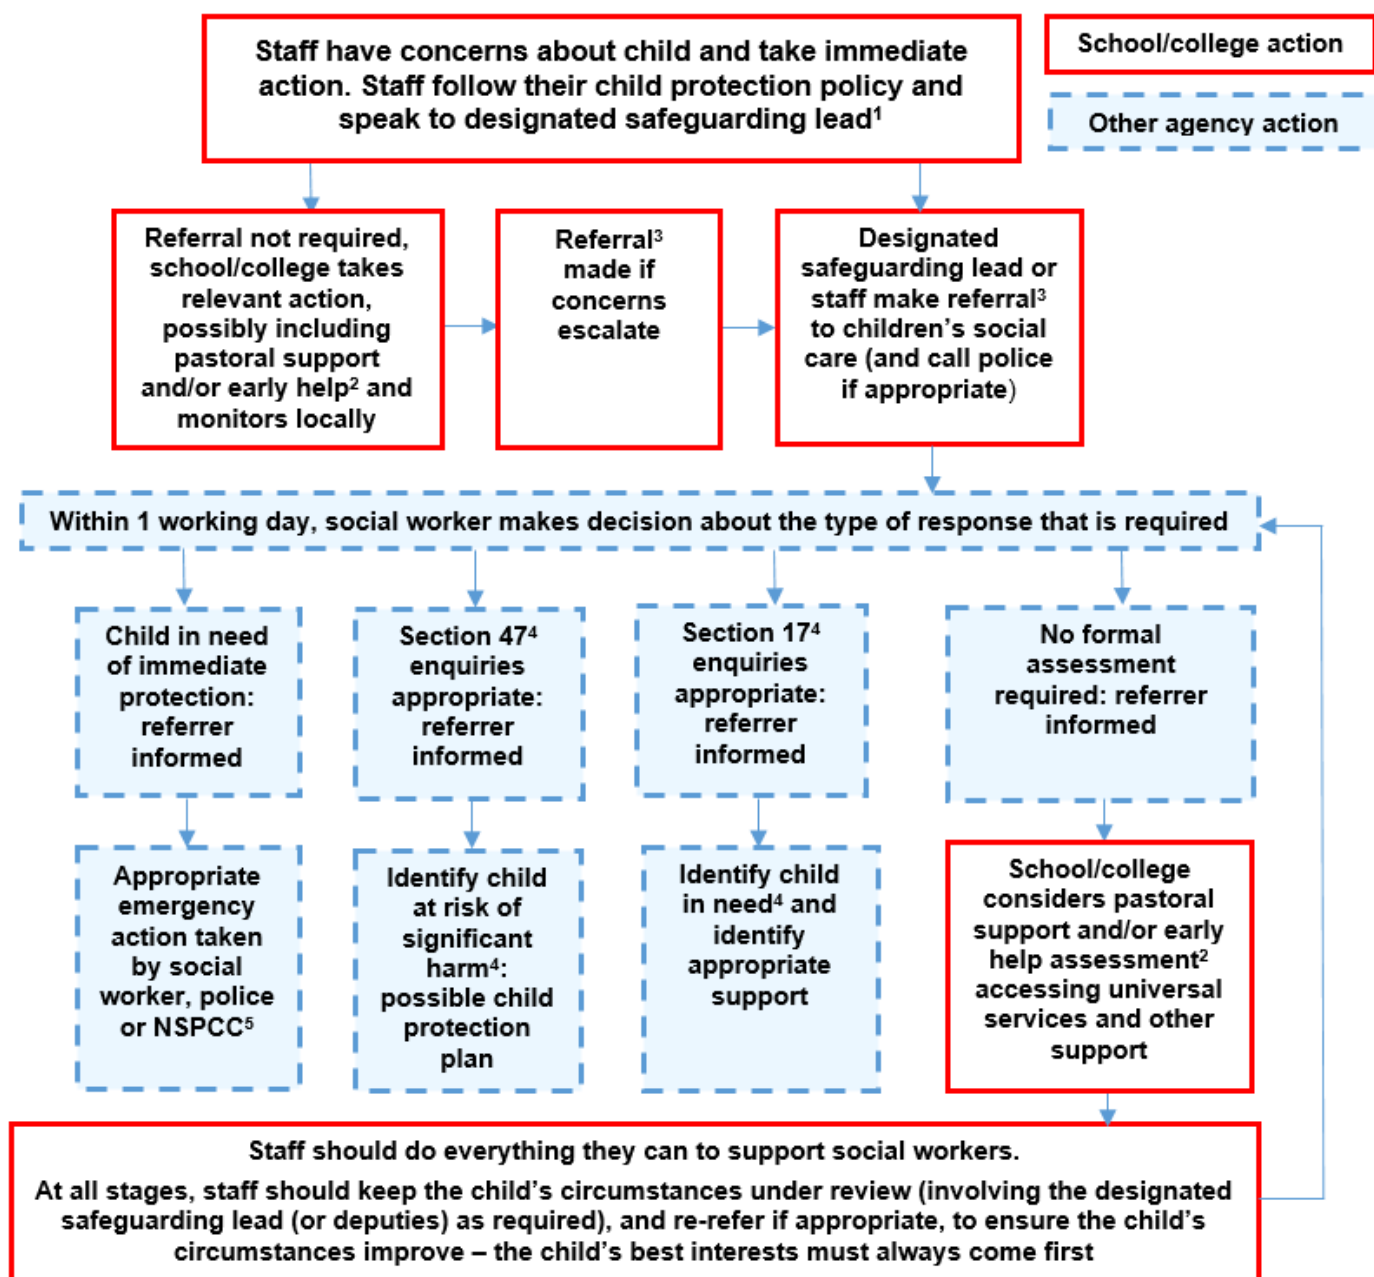 Staff have concerns about child and take immediate
action. Staff follow their child protection policy and
speak to designated safeguarding lead¹
School/college action
Other agency action
Referral not required,
school/college takes
relevant action,
possibly including
pastoral support
and/or early help² and
monitors locally
Referral³
made if
concerns
escalate
Designated
safeguarding lead or
staff make referral³
to children’s social
care (and call police
if appropriate)
Within 1 working day, social worker makes decision about the type of response that is required
Child in need
of immediate
protection:
referrer
informed
Section 47⁴
enquiries
appropriate:
referrer
informed
Section 17⁴
enquiries
appropriate:
referrer
informed
No formal
assessment
required: referrer
informed
Appropriate
emergency
action taken
by social
worker, police
or NSPCC⁵
Identify child
at risk of
significant
harm⁴:
possible child
protection
plan
Identify child
in need⁴ and
identify
appropriate
support
School/college
considers pastoral
support and/or early
help assessment²
accessing universal
services and other
support
Staff should do everything they can to support social workers.
At all stages, staff should keep the child’s circumstances under review (involving the designated
safeguarding lead (or deputies) as required), and re-refer if appropriate, to ensure the child’s
circumstances improve – the child’s best interests must always come first